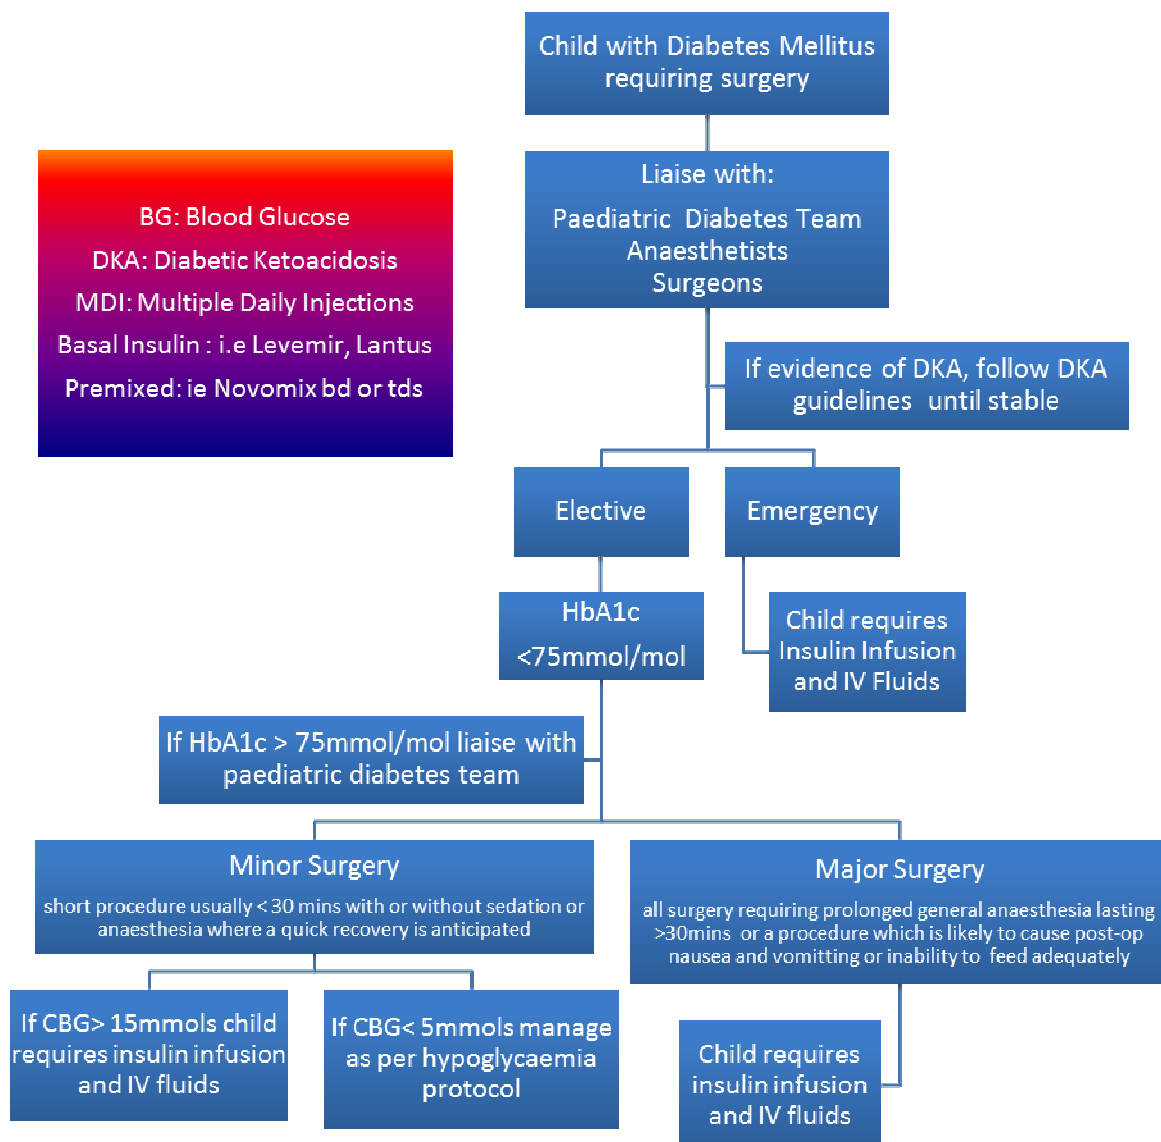 Child with Diabetes Mellitus
requiring surgery
Liaise with:
Paediatric Diabetes Team
Anaesthetists
Surgeons
BG: Blood Glucose
DKA: Diabetic Ketoacidosis
MDI: Multiple Daily Injections
Basal Insulin : i.e Levemir, Lantus
Premixed: ie Novomix bd or tds
If evidence of DKA, follow DKA
guidelines until stable
Elective
Emergency
HbA1c
<75mmol/mol
Child requires
Insulin Infusion
and IV Fluids
If HbA1c > 75mmol/mol liaise with
paediatric diabetes team
Minor Surgery
short procedure usually < 30 mins with or without sedation or
anaesthesia where a quick recovery is anticipated
Major Surgery
all surgery requiring prolonged general anaesthesia lasting
>30mins or a procedure which is likely to cause post-op
nausea and vomitting or inability to feed adequately
If CBG> 15mmols child
requires insulin infusion
and IV fluids
If CBG< 5mmols manage
as per hypoglycaemia
protocol
Child requires
insulin infusion
and IV fluids